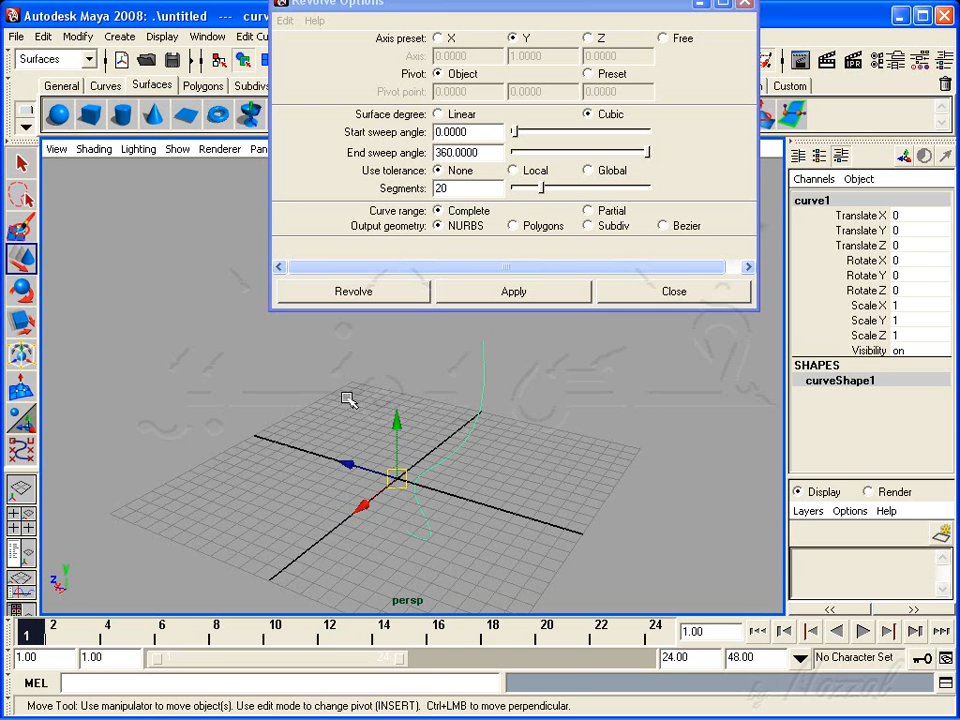 Autodesk Maya 2008: .\untitled --- curve
Revolve Options
File Edit Modify Create Display Window Edit Cu
Edit Help
Axis preset: X Y Z Free
Axis: 0.0000 1.0000 0.0000
Pivot: Object Preset
Pivot point: 0.0000 0.0000 0.0000
Surface degree: Linear Cubic
Start sweep angle: 0.0000
End sweep angle: 360.0000
Use tolerance: None Local Global
Segments: 20
Curve range: Complete Partial
Output geometry: NURBS Polygons Subdiv Bezier
Revolve Apply Close
Surfaces
General Curves Surfaces Polygons Subdivs Custom
View Shading Lighting Show Renderer Pan
Channels Object
curve1
Translate X 0
Translate Y 0
Translate Z 0
Rotate X 0
Rotate Y 0
Rotate Z 0
Scale X 1
Scale Y 1
Scale Z 1
Visibility on
SHAPES
curveShape1
Display Render
Layers Options Help
<< >>
y
z x
persp
1 2 4 6 8 10 12 14 16 18 20 22 24
1.00
1.00 1.00 1 24 24.00 48.00 No Character Set
MEL
by Nazzal
Move Tool: Use manipulator to move object(s). Use edit mode to change pivot (INSERT). Ctrl+LMB to move perpendicular.